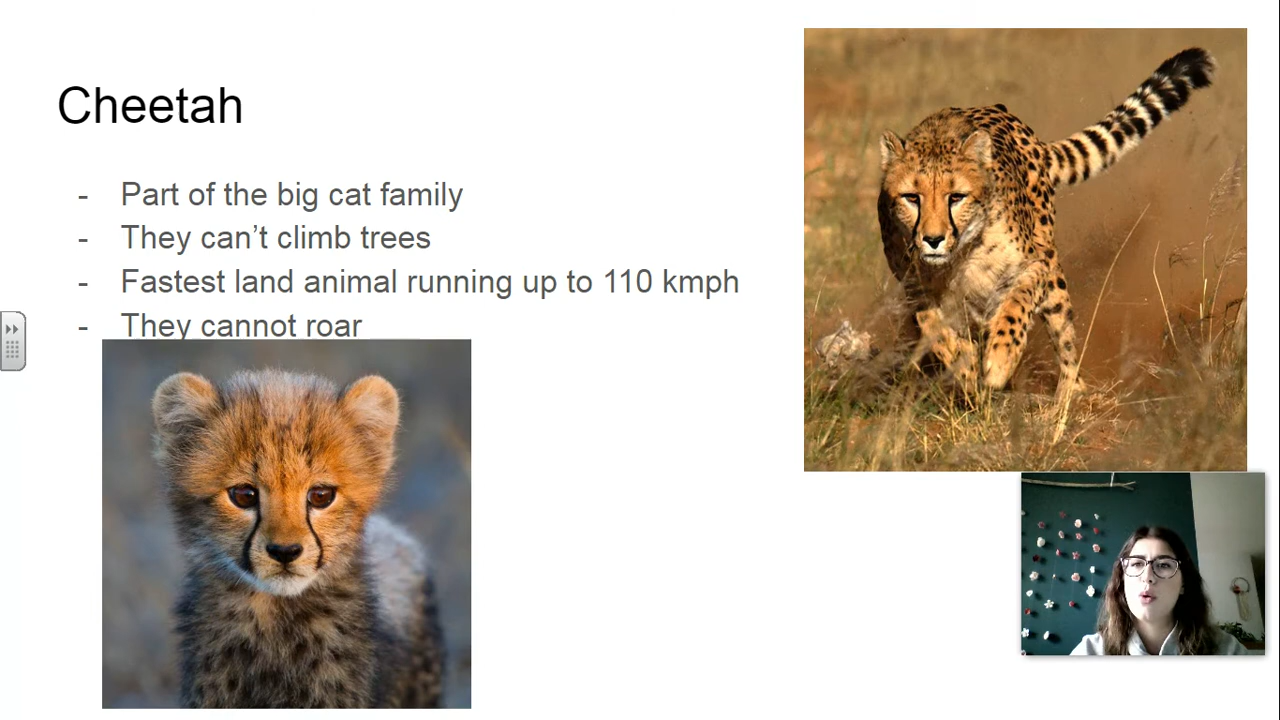 Cheetah
- Part of the big cat family
- They can’t climb trees
- Fastest land animal running up to 110 kmph
- They cannot roar